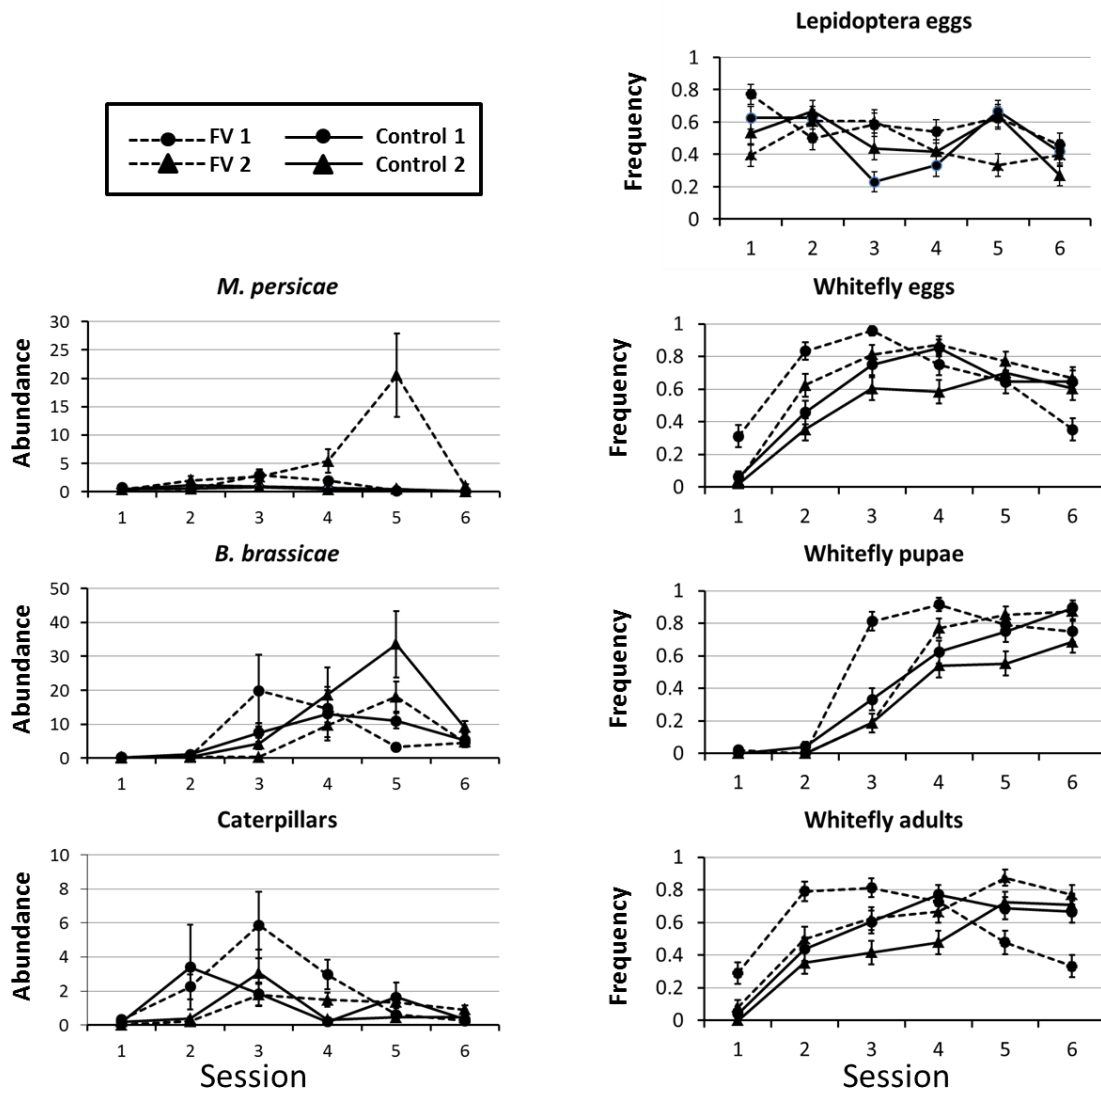 Lepidoptera eggs
FV 1 Control 1
FV 2 Control 2
Frequency
1
0.8
0.6
0.4
0.2
0
1 2 3 4 5 6
M. persicae
Abundance
30
25
20
15
10
5
0
1 2 3 4 5 6
Whitefly eggs
Frequency
1
0.8
0.6
0.4
0.2
0
1 2 3 4 5 6
B. brassicae
Abundance
50
40
30
20
10
0
1 2 3 4 5 6
Whitefly pupae
Frequency
1
0.8
0.6
0.4
0.2
0
1 2 3 4 5 6
Caterpillars
Abundance
10
8
6
4
2
0
1 2 3 4 5 6
Session
Whitefly adults
Frequency
1
0.8
0.6
0.4
0.2
0
1 2 3 4 5 6
Session